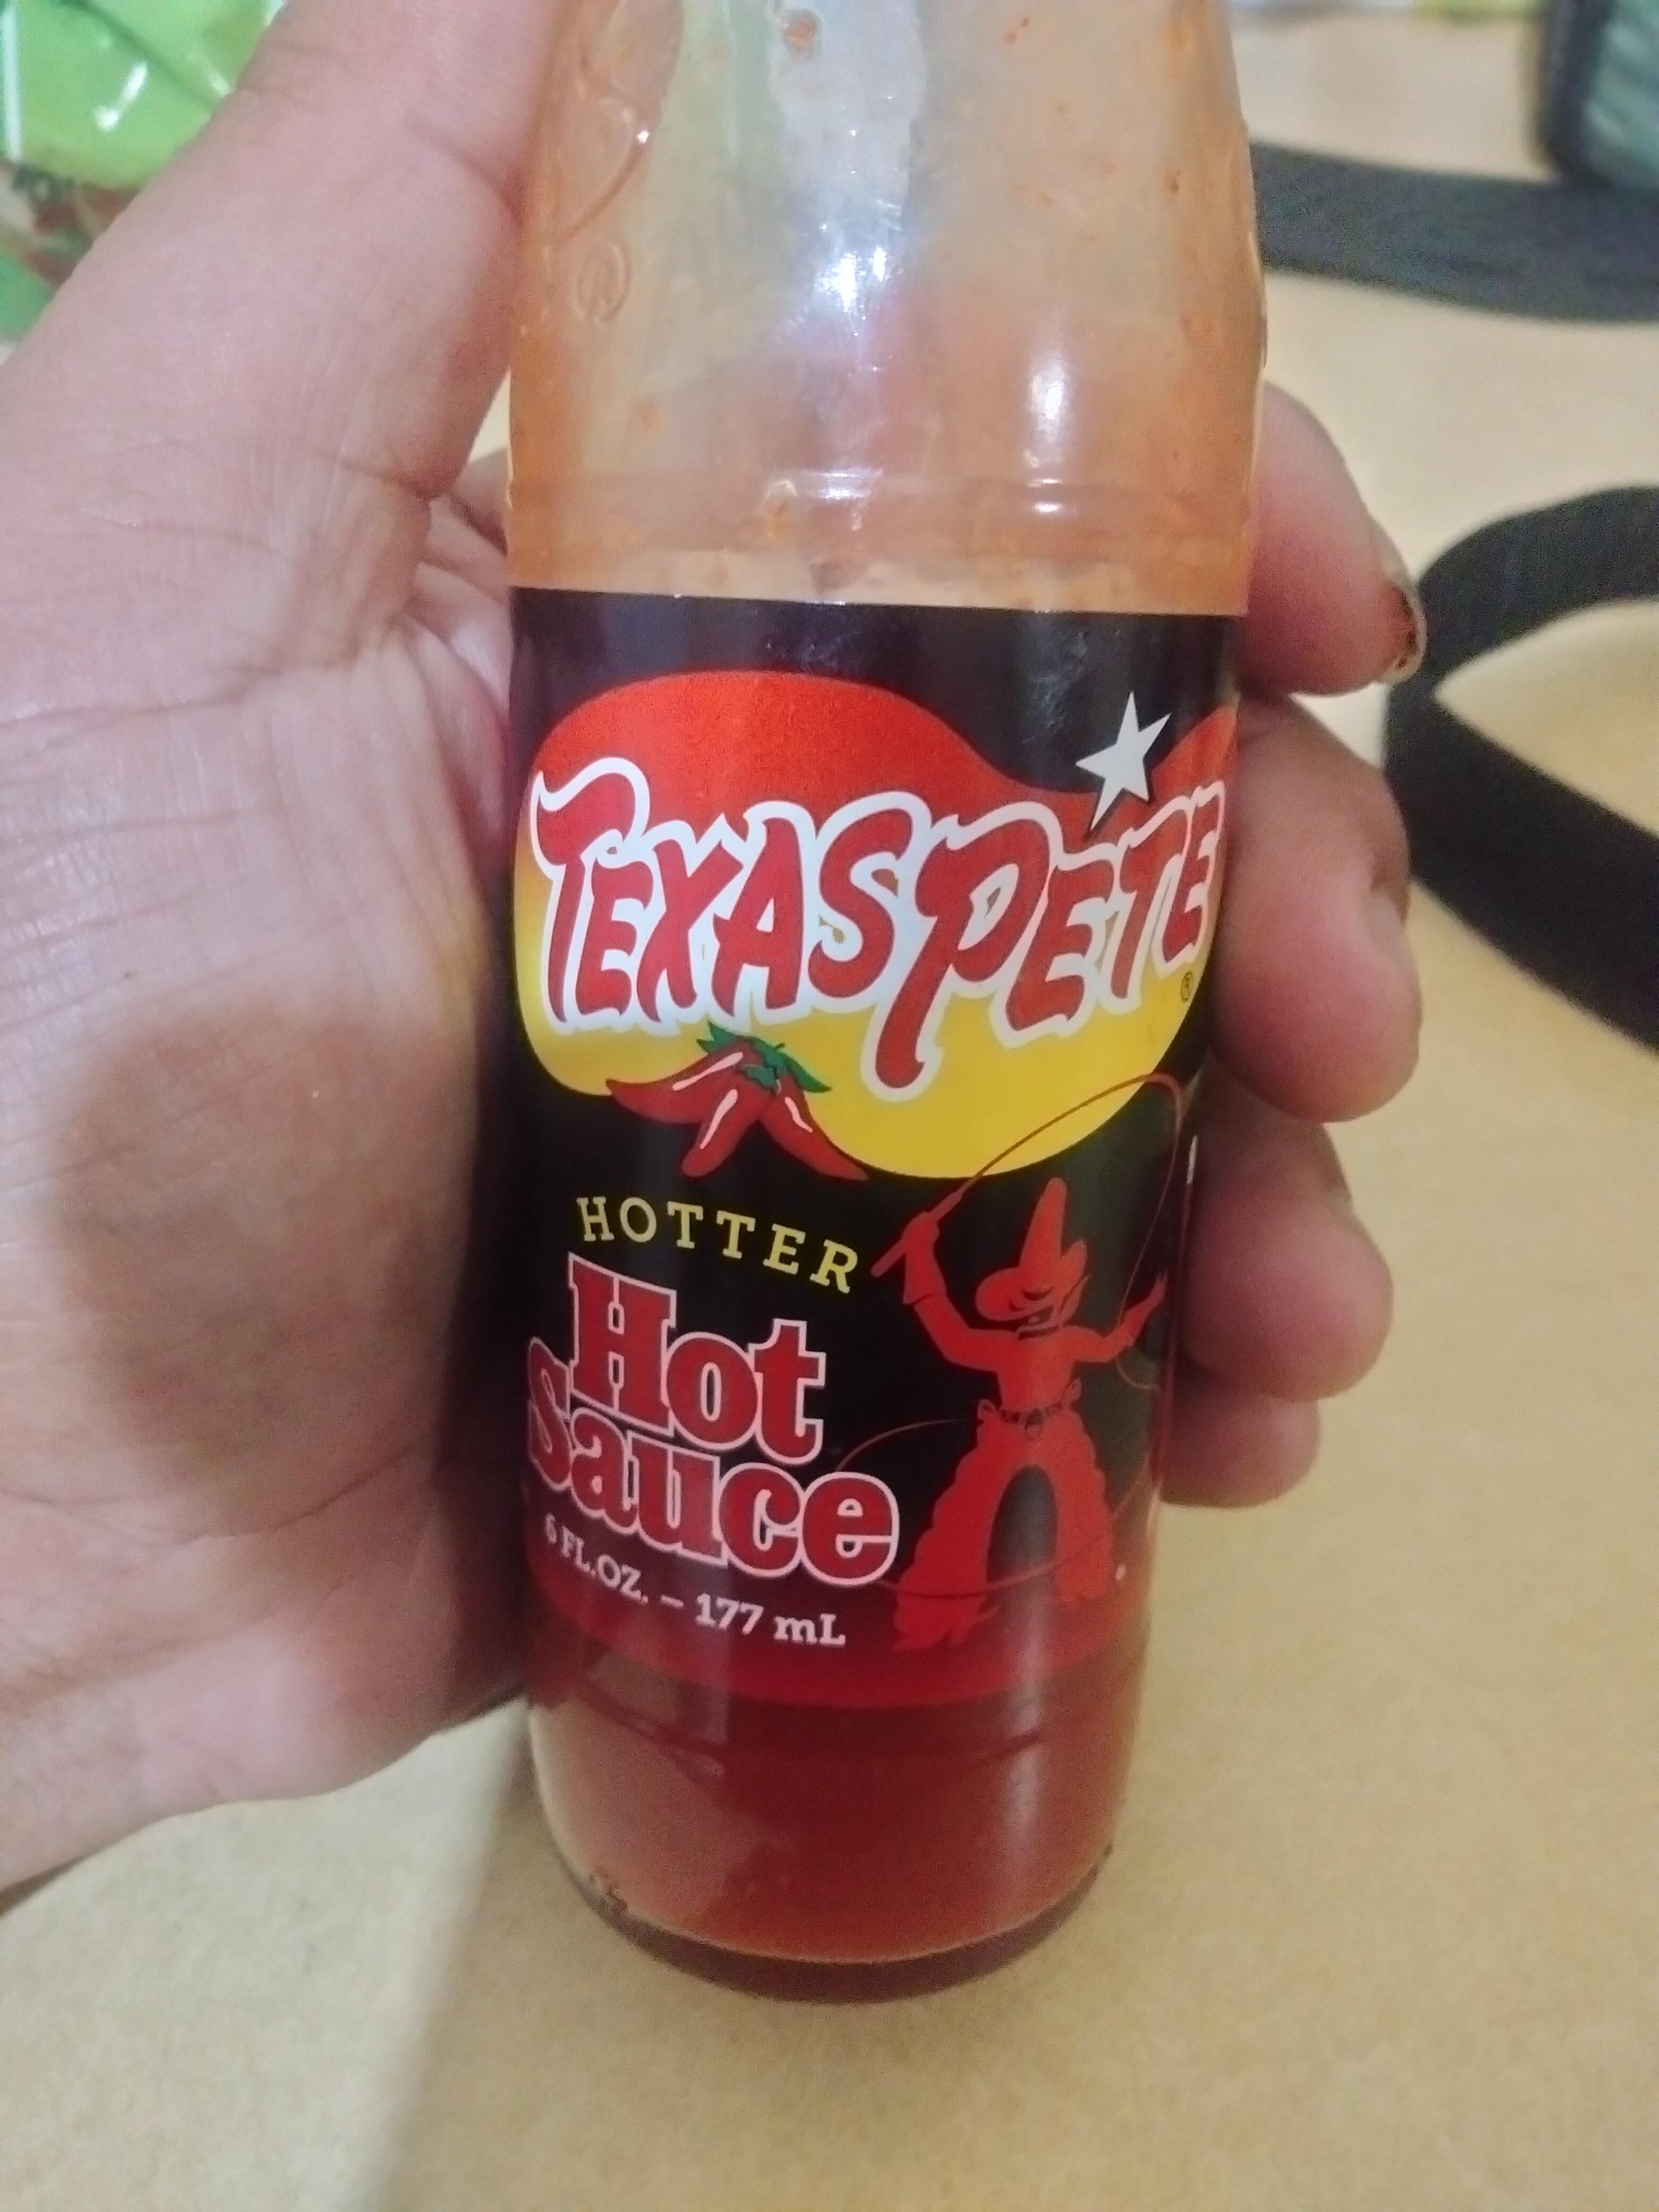 TEXAS PETE
®
HOTTER
Hot
Sauce
6 FL.OZ. – 177 mL